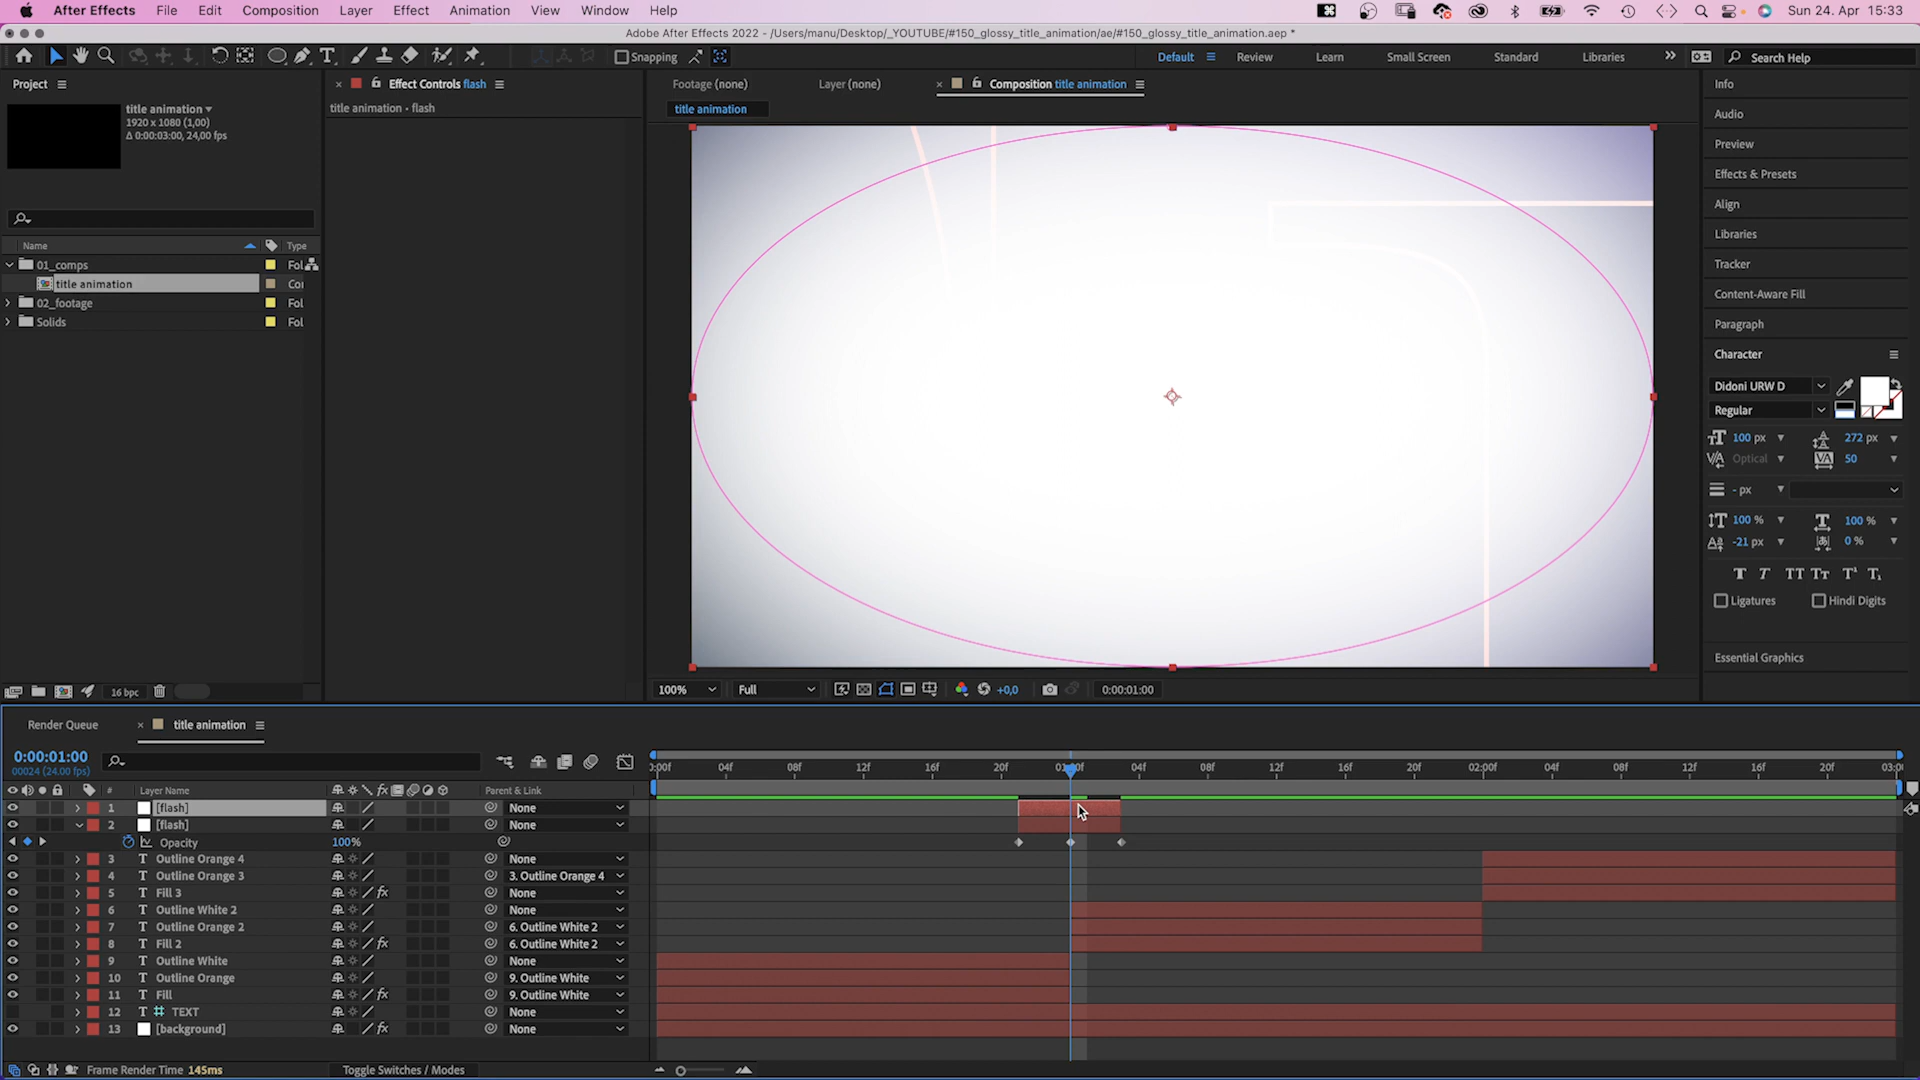 After Effects File Edit Composition Layer Effect Animation View Window Help Sun 24. Apr 15:33
Adobe After Effects 2022 - /Users/manu/Desktop/_YOUTUBE/#150_glossy_title_animation/ae/#150_glossy_title_animation.aep *
Snapping Default Review Learn Small Screen Standard Libraries Search Help
Project Effect Controls flash Footage (none) Layer (none) Composition title animation Info
title animation
1920 x 1080 (1,00)
Δ 0:00:03:00, 24,00 fps
title animation • flash
title animation
Audio
Preview
Effects & Presets
Align
Libraries
Tracker
Content-Aware Fill
Paragraph
Character
Didoni URW D
Regular
100 px 272 px
Optical 50
- px
100 % 100 %
-21 px 0 %
Ligatures Hindi Digits
Essential Graphics
Name Type
01_comps Fol
title animation Coi
02_footage Fol
Solids Fol
16 bpc
100% Full +0,0 0:00:01:00
Render Queue title animation
0:00:01:00
00024 (24.00 fps)
# Layer Name Parent & Link
04f 08f 12f 16f 20f 04f 08f 12f 16f 20f 02:00f 04f 08f 12f 16f 20f
1 [flash] None
2 [flash] None
Opacity 100%
3 T Outline Orange 4 None
4 T Outline Orange 3 3. Outline Orange 4
5 T Fill 3 None
6 T Outline White 2 None
7 T Outline Orange 2 6. Outline White 2
8 T Fill 2 6. Outline White 2
9 T Outline White None
10 T Outline Orange 9. Outline White
11 T Fill 9. Outline White
12 T TEXT None
13 [background] None
Frame Render Time 145ms Toggle Switches / Modes